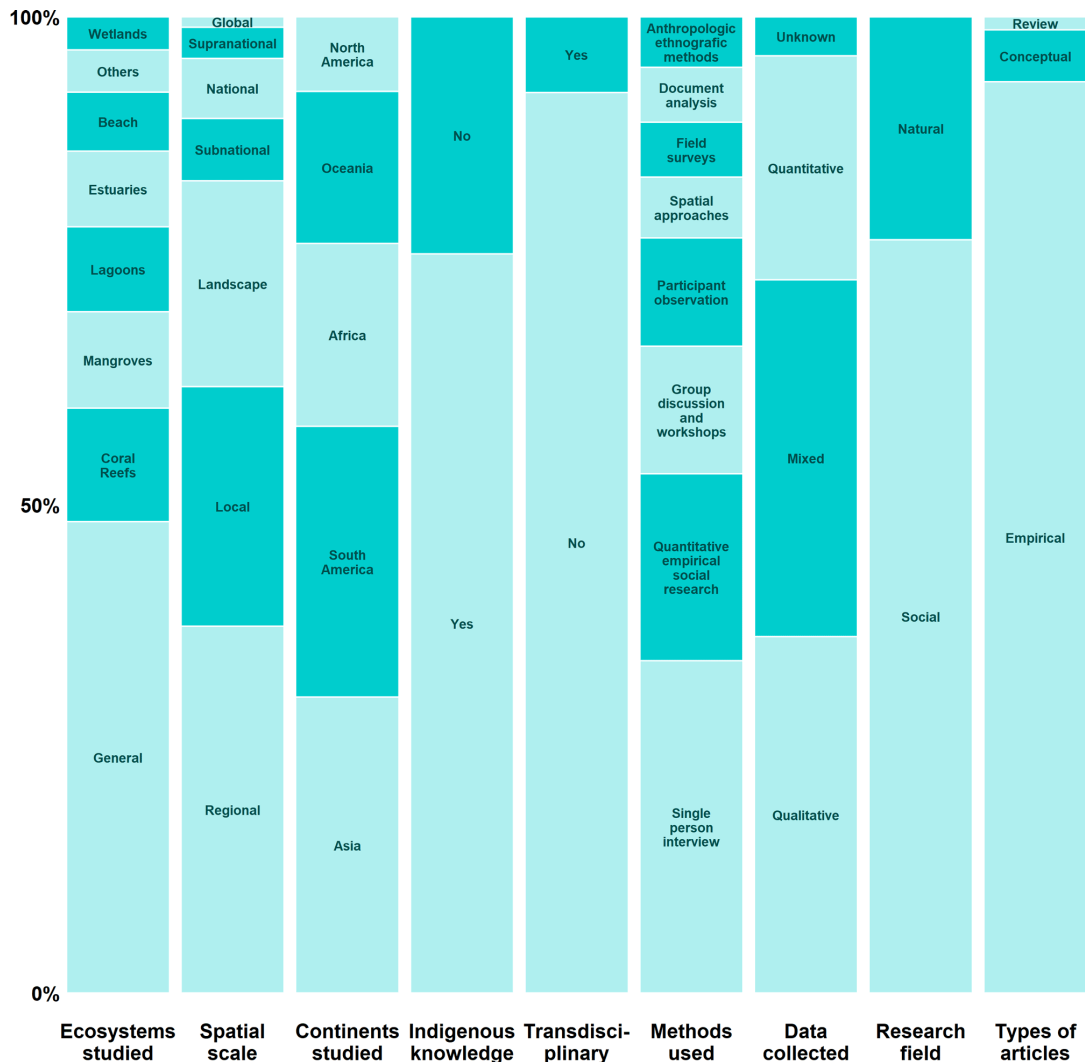 100%
50%
0%
Wetlands
Others
Beach
Estuaries
Lagoons
Mangroves
Coral
Reefs
General
Ecosystems
studied
Global
Supranational
National
Subnational
Landscape
Local
Regional
Spatial
scale
North
America
Oceania
Africa
South
America
Asia
Continents
studied
No
Yes
Indigenous
knowledge
Yes
No
Transdisci-
plinary
Anthropologic
ethnografic
methods
Document
analysis
Field
surveys
Spatial
approaches
Participant
observation
Group
discussion
and
workshops
Quantitative
empirical
social
research
Single
person
interview
Methods
used
Unknown
Quantitative
Mixed
Qualitative
Data
collected
Natural
Social
Research
field
Review
Conceptual
Empirical
Types of
articles